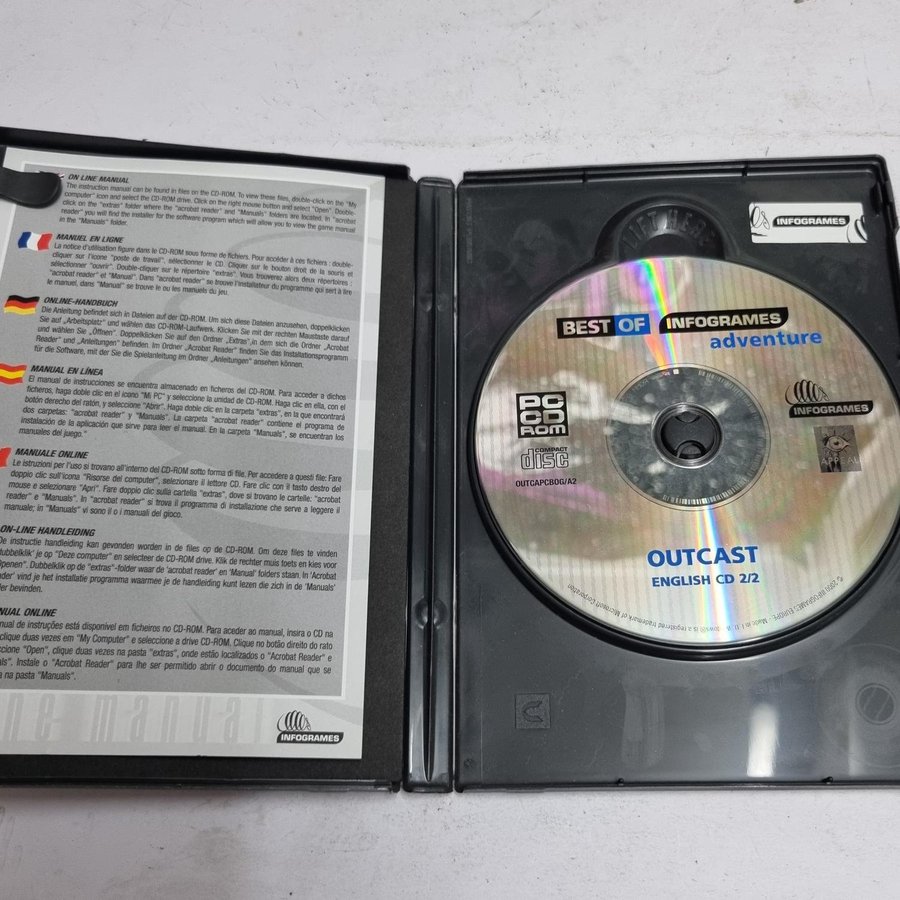 ON LINE MANUAL
The instruction manual can be found in files on the CD-ROM. To view these files, double-click on the "My
computer" icon and select the CD-ROM drive. Click on the right mouse button and select "Open". Double-
click on the "extras" folder where the "acrobat reader" and "Manuals" folders are located. In "acrobat
reader" you will find the installer for the software program which will allow you to view the game manual
in the "Manuals" folder.
MANUEL EN LIGNE
La notice d'utilisation figure dans le CD-ROM sous forme de fichiers. Pour accéder à ces fichiers : double-
cliquer sur l'icone "poste de travail", sélectionner le CD. Cliquer sur le bouton droit de la souris et
sélectionner "ouvrir". Double-cliquer sur le répertoire "extras". Vous trouverez alors deux répertoires :
"acrobat reader" et "Manual". Dans "acrobat reader" se trouve l'installateur du programme qui sert à lire
le manuel, dans "Manuals" se trouve le ou les manuels du jeu.
ONLINE-HANDBUCH
Die Anleitung befindet sich in Dateien auf der CD-ROM. Um sich diese Dateien anzusehen, doppelklicken
Sie auf „Arbeitsplatz" und wählen das CD-ROM-Laufwerk. Klicken Sie mit der rechten Maustaste darauf
und wählen Sie „Öffnen". Doppelklicken Sie auf den Ordner „Extras", in dem sich die Ordner „Acrobat
Reader" und „Anleitungen" befinden. Im Ordner „Acrobat Reader" finden Sie das Installationsprogramm
für die Software, mit der Sie die Spielanleitung im Ordner „Anleitungen" ansehen können.
MANUAL EN LÍNEA
El manual de instrucciones se encuentra almacenado en ficheros del CD-ROM. Para acceder a dichos
ficheros, haga doble clic en el icono "Mi PC" y seleccione la unidad de CD-ROM. Haga clic en ella, con el
botón derecho del ratón, y seleccione "Abrir". Haga doble clic en la carpeta "extras", en la que encontrará
dos carpetas: "acrobat reader" y "Manuals". La carpeta "acrobat reader" contiene el programa de
instalación de la aplicación que sirve para leer el manual. En la carpeta "Manuals", se encuentran los
manuales del juego."
MANUALE ONLINE
Le istruzioni per l'uso si trovano all'interno del CD-ROM sotto forma di file. Per accedere a questi file: Fare
doppio clic sull'icona "Risorse del computer", selezionare il lettore CD. Fare clic con il tasto destro del
mouse e selezionare "Apri". Fare doppio clic sulla cartella "extras", dove si trovano le cartelle: "acrobat
reader" e "Manuals". In "acrobat reader" si trova il programma di installazione che serve a leggere il
manuale; in "Manuals" vi sono il o i manuali del gioco.
ON-LINE HANDLEIDING
De instructie handleiding kan gevonden worden in de files op de CD-ROM. Om deze files te vinden
dubbelklik' je op "Deze computer" en selecteer de CD-ROM drive. Klik de rechter muis toets en kies voor
Openen". Dubbelklik op de "extras"-folder waar de 'acrobat reader' en 'Manual' folders staan. In 'Acrobat
der' vind je het installatie programma waarmee je de handleiding kunt lezen die zich in de 'Manuals'
er bevinden.
NUAL ONLINE
nual de instruções está disponivel em ficheiros no CD-ROM. Para aceder ao manual, insira o CD na
clique duas vezes em "My Computer" e seleccione a drive CD-ROM. Clique no botão direito do rato
ccione "Open", clique duas vezes na pasta "extras", onde estão localizados o "Acrobat Reader" e
als". Instale o "Acrobat Reader" para lhe ser permitido abrir o documento do manual que se
a na pasta "Manuals".
ne manual
INFOGRAMES
LIFT HERE
INFOGRAMES
BEST OF INFOGRAMES
adventure
PC
CD
ROM
COMPACT
disc
OUTCAPCBOG/A2
INFOGRAMES
APPEAL
OUTCAST
ENGLISH CD 2/2
© 2000 INFOGRAMES EUROPE - Made in E.U.
is a registered trademark of Microsoft Corporation